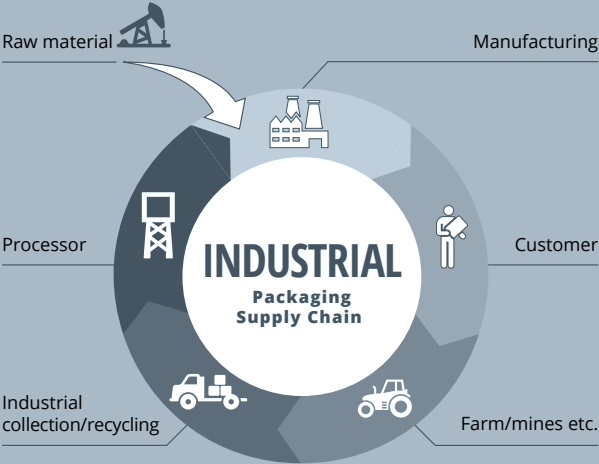 Raw material
Manufacturing
Processor
INDUSTRIAL
Packaging
Supply Chain
Customer
Industrial
collection/recycling
Farm/mines etc.